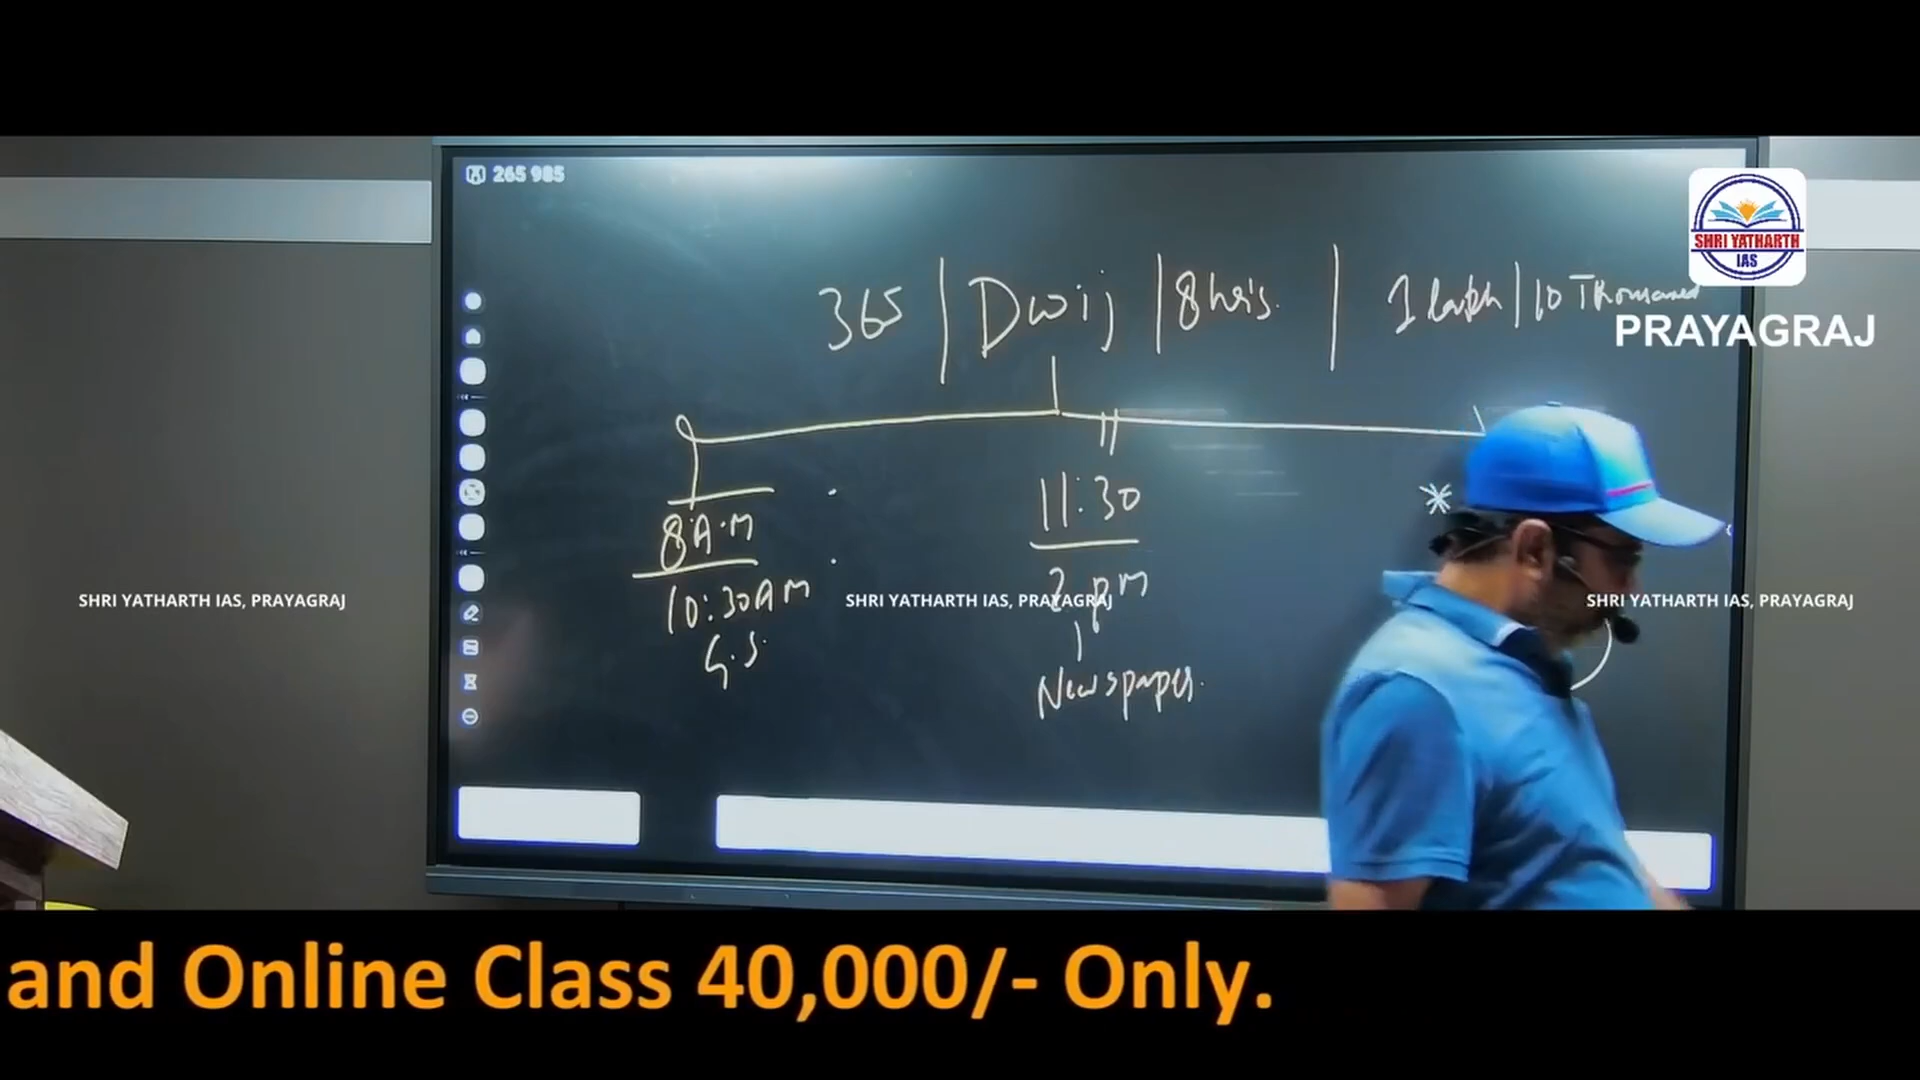 265 985
SHRI YATHARTH
IAS
PRAYAGRAJ
365 | Dwij | 8 hrs. | 1 lakh | 10 Thousand
8 A.M
10:30 AM
G.S.
11:30
2 pm
Newspaper.
*
SHRI YATHARTH IAS, PRAYAGRAJ
SHRI YATHARTH IAS, PRAYAGRAJ
SHRI YATHARTH IAS, PRAYAGRAJ
and Online Class 40,000/- Only.